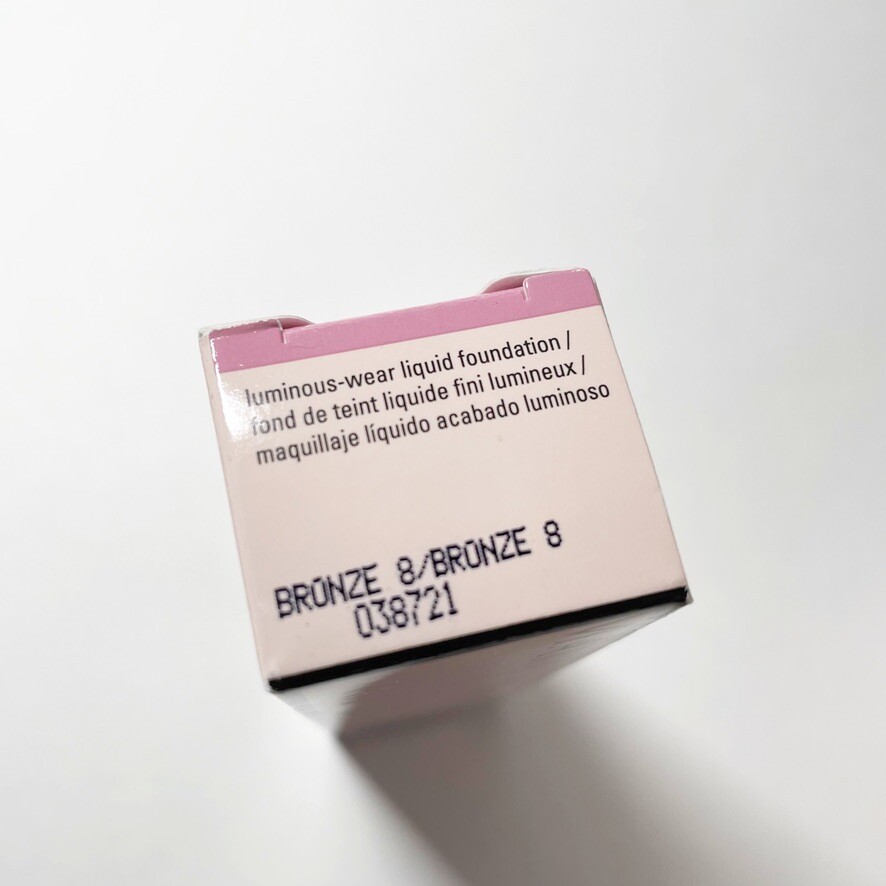 luminous-wear liquid foundation /
fond de teint liquide fini lumineux /
maquillaje líquido acabado luminoso
BRONZE 8/BRONZE 8
038721